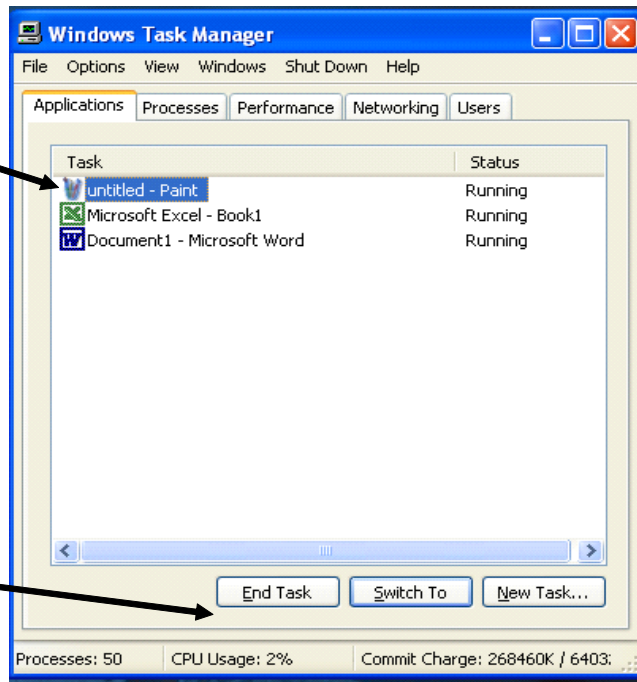 Windows Task Manager
File Options View Windows Shut Down Help
Applications Processes Performance Networking Users
Task Status
untitled - Paint Running
Microsoft Excel - Book1 Running
Document1 - Microsoft Word Running
End Task Switch To New Task...
Processes: 50 CPU Usage: 2% Commit Charge: 268460K / 6403